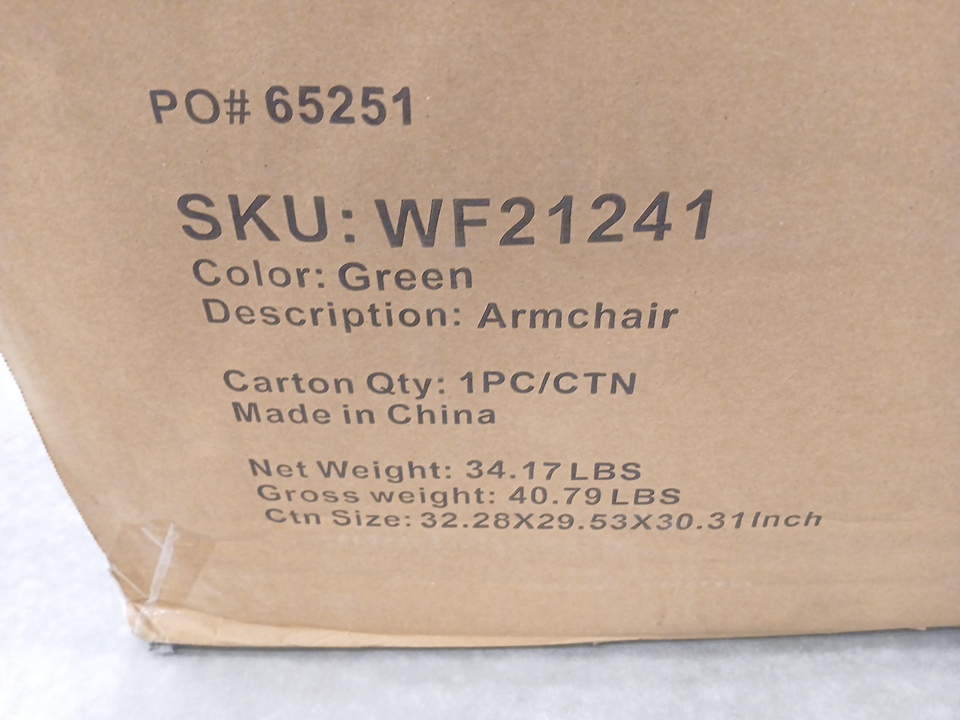 PO# 65251
SKU: WF21241
Color: Green
Description: Armchair
Carton Qty: 1PC/CTN
Made in China
Net Weight: 34.17 LBS
Gross weight: 40.79 LBS
Ctn Size: 32.28X29.53X30.31Inch